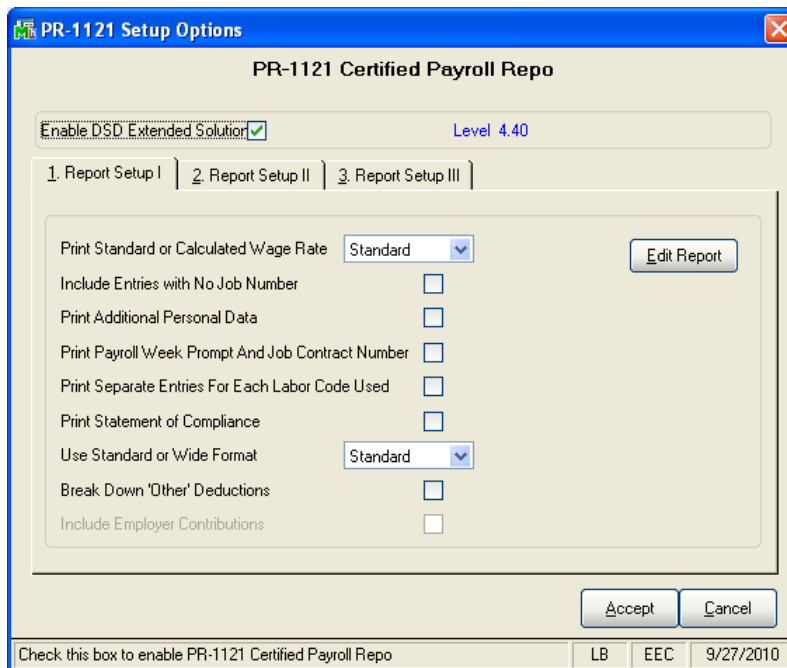 PR-1121 Setup Options
PR-1121 Certified Payroll Repo
Enable DSD Extended Solution
Level 4.40
1. Report Setup I
2. Report Setup II
3. Report Setup III
Print Standard or Calculated Wage Rate
Standard
Edit Report
Include Entries with No Job Number
Print Additional Personal Data
Print Payroll Week Prompt And Job Contract Number
Print Separate Entries For Each Labor Code Used
Print Statement of Compliance
Use Standard or Wide Format
Standard
Break Down 'Other' Deductions
Include Employer Contributions
Accept
Cancel
Check this box to enable PR-1121 Certified Payroll Repo
LB
EEC
9/27/2010